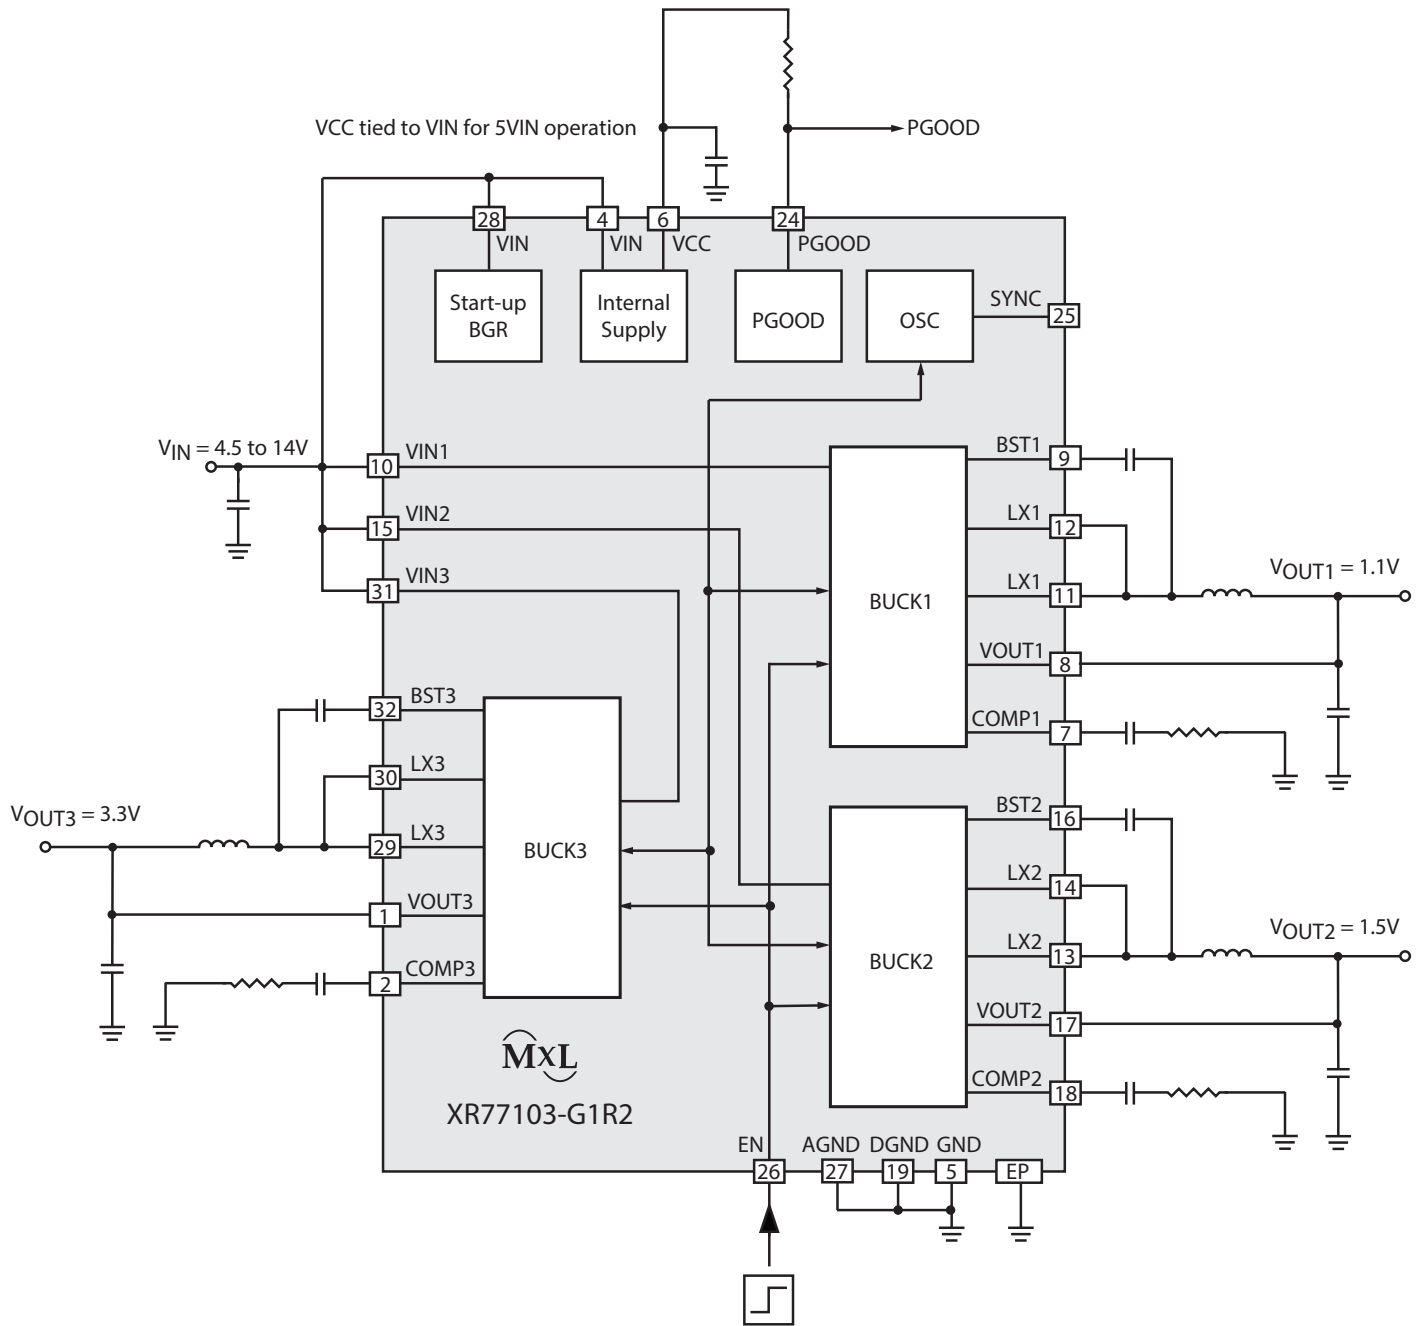 VCC tied to VIN for 5VIN operation
PGOOD
28
4
6
24
VIN
VIN
VCC
PGOOD
Start-up
BGR
Internal
Supply
PGOOD
OSC
SYNC
25
VIN = 4.5 to 14V
10
VIN1
15
VIN2
31
VIN3
BUCK1
BST1
9
LX1
12
LX1
11
VOUT1 = 1.1V
VOUT1
8
COMP1
7
32
BST3
30
LX3
VOUT3 = 3.3V
29
LX3
BUCK3
1
VOUT3
2
COMP3
BUCK2
BST2
16
LX2
14
LX2
13
VOUT2 = 1.5V
VOUT2
17
COMP2
18
MXL
XR77103-G1R2
EN
AGND
DGND
GND
26
27
19
5
EP